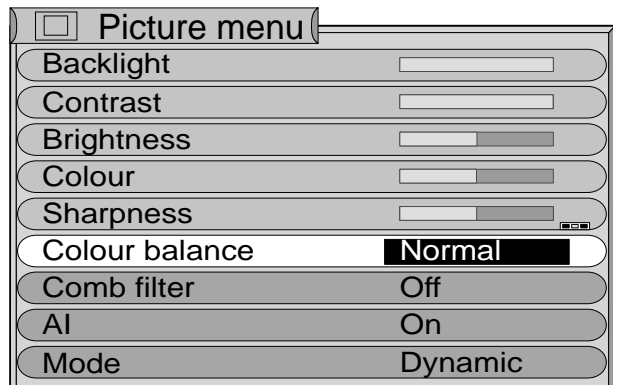 Picture menu
Backlight
Contrast
Brightness
Colour
Sharpness
Colour balance Normal
Comb filter Off
AI On
Mode Dynamic